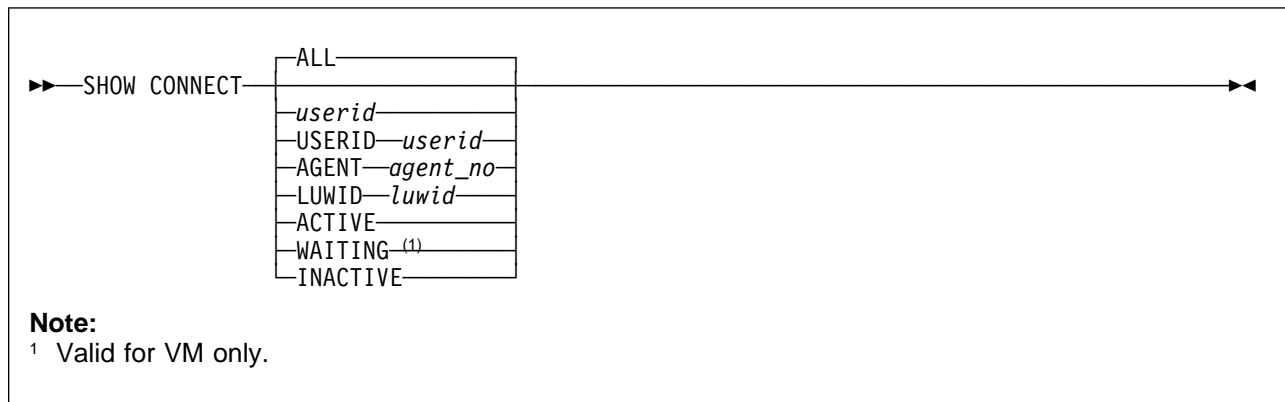 ALL
SHOW CONNECT
userid
USERID userid
AGENT agent_no
LUWID luwid
ACTIVE
WAITING (1)
INACTIVE
Note:
1 Valid for VM only.